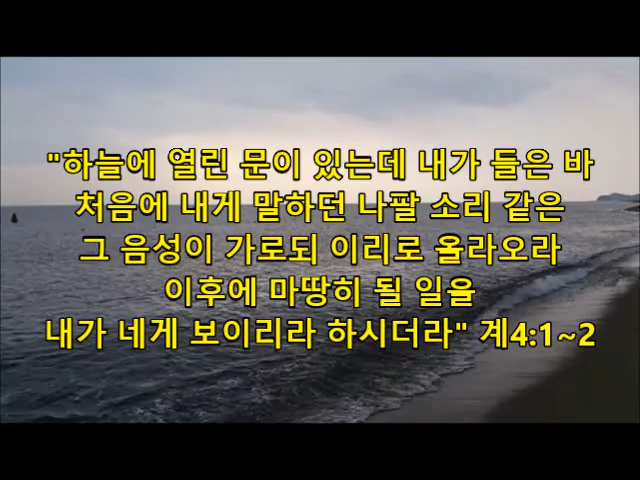 "하늘에 열린 문이 있는데 내가 들은 바
처음에 내게 말하던 나팔 소리 같은
그 음성이 가로되 이리로 올라오라
이후에 마땅히 될 일을
내가 네게 보이리라 하시더라" 계4:1~2